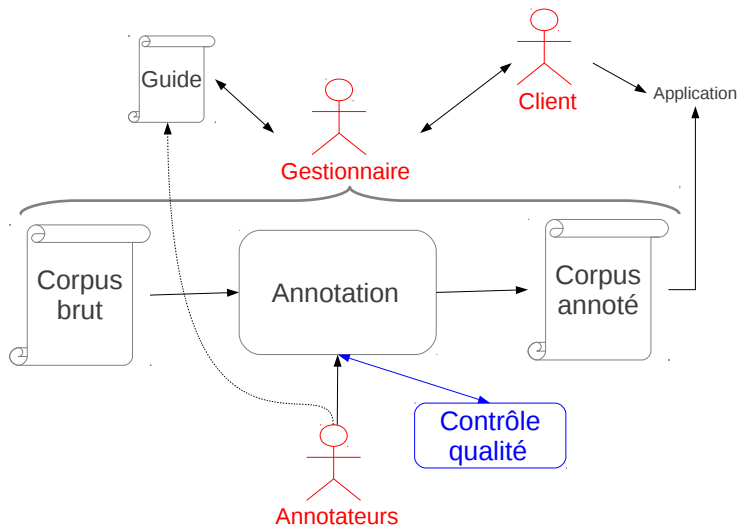 Guide
Client
Application
Gestionnaire
Corpus
brut
Annotation
Corpus
annoté
Contrôle
qualité
Annotateurs